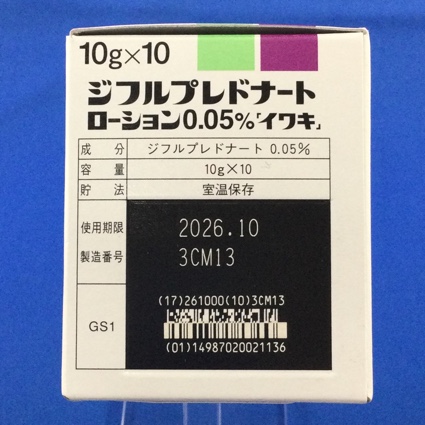 10g×10
ジフルプレドナート
ローション0.05%「イワキ」
成分 ジフルプレドナート 0.05%
容量 10g×10
貯法 室温保存
使用期限 2026.10
製造番号 3CM13
(17)261000(10)3CM13
GS1
(01)14987020021136